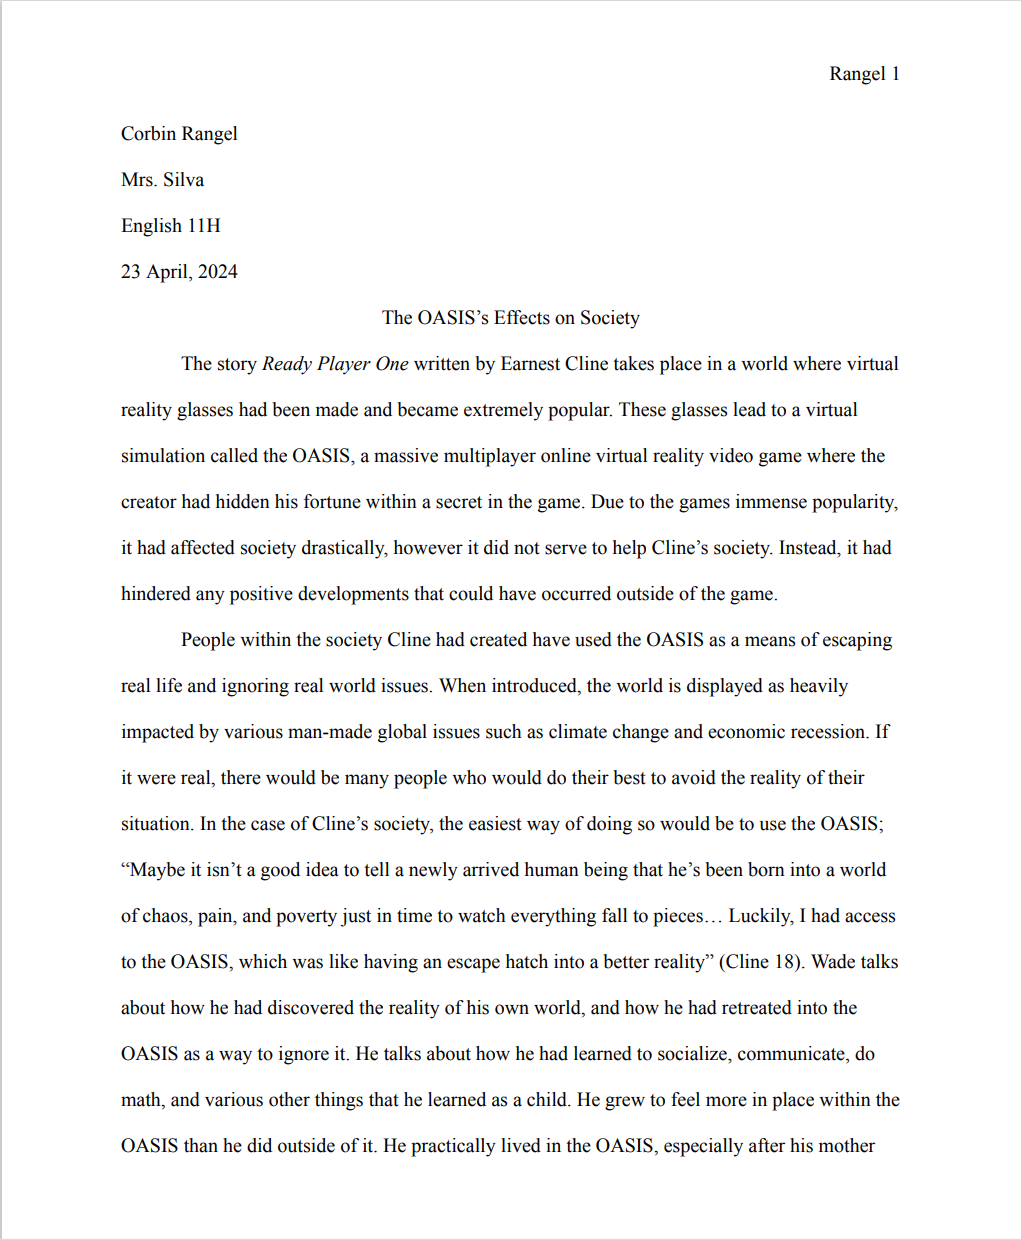 Rangel 1
Corbin Rangel
Mrs. Silva
English 11H
23 April, 2024
The OASIS’s Effects on Society
The story Ready Player One written by Earnest Cline takes place in a world where virtual
reality glasses had been made and became extremely popular. These glasses lead to a virtual
simulation called the OASIS, a massive multiplayer online virtual reality video game where the
creator had hidden his fortune within a secret in the game. Due to the games immense popularity,
it had affected society drastically, however it did not serve to help Cline’s society. Instead, it had
hindered any positive developments that could have occurred outside of the game.
People within the society Cline had created have used the OASIS as a means of escaping
real life and ignoring real world issues. When introduced, the world is displayed as heavily
impacted by various man-made global issues such as climate change and economic recession. If
it were real, there would be many people who would do their best to avoid the reality of their
situation. In the case of Cline’s society, the easiest way of doing so would be to use the OASIS;
“Maybe it isn’t a good idea to tell a newly arrived human being that he’s been born into a world
of chaos, pain, and poverty just in time to watch everything fall to pieces… Luckily, I had access
to the OASIS, which was like having an escape hatch into a better reality” (Cline 18). Wade talks
about how he had discovered the reality of his own world, and how he had retreated into the
OASIS as a way to ignore it. He talks about how he had learned to socialize, communicate, do
math, and various other things that he learned as a child. He grew to feel more in place within the
OASIS than he did outside of it. He practically lived in the OASIS, especially after his mother